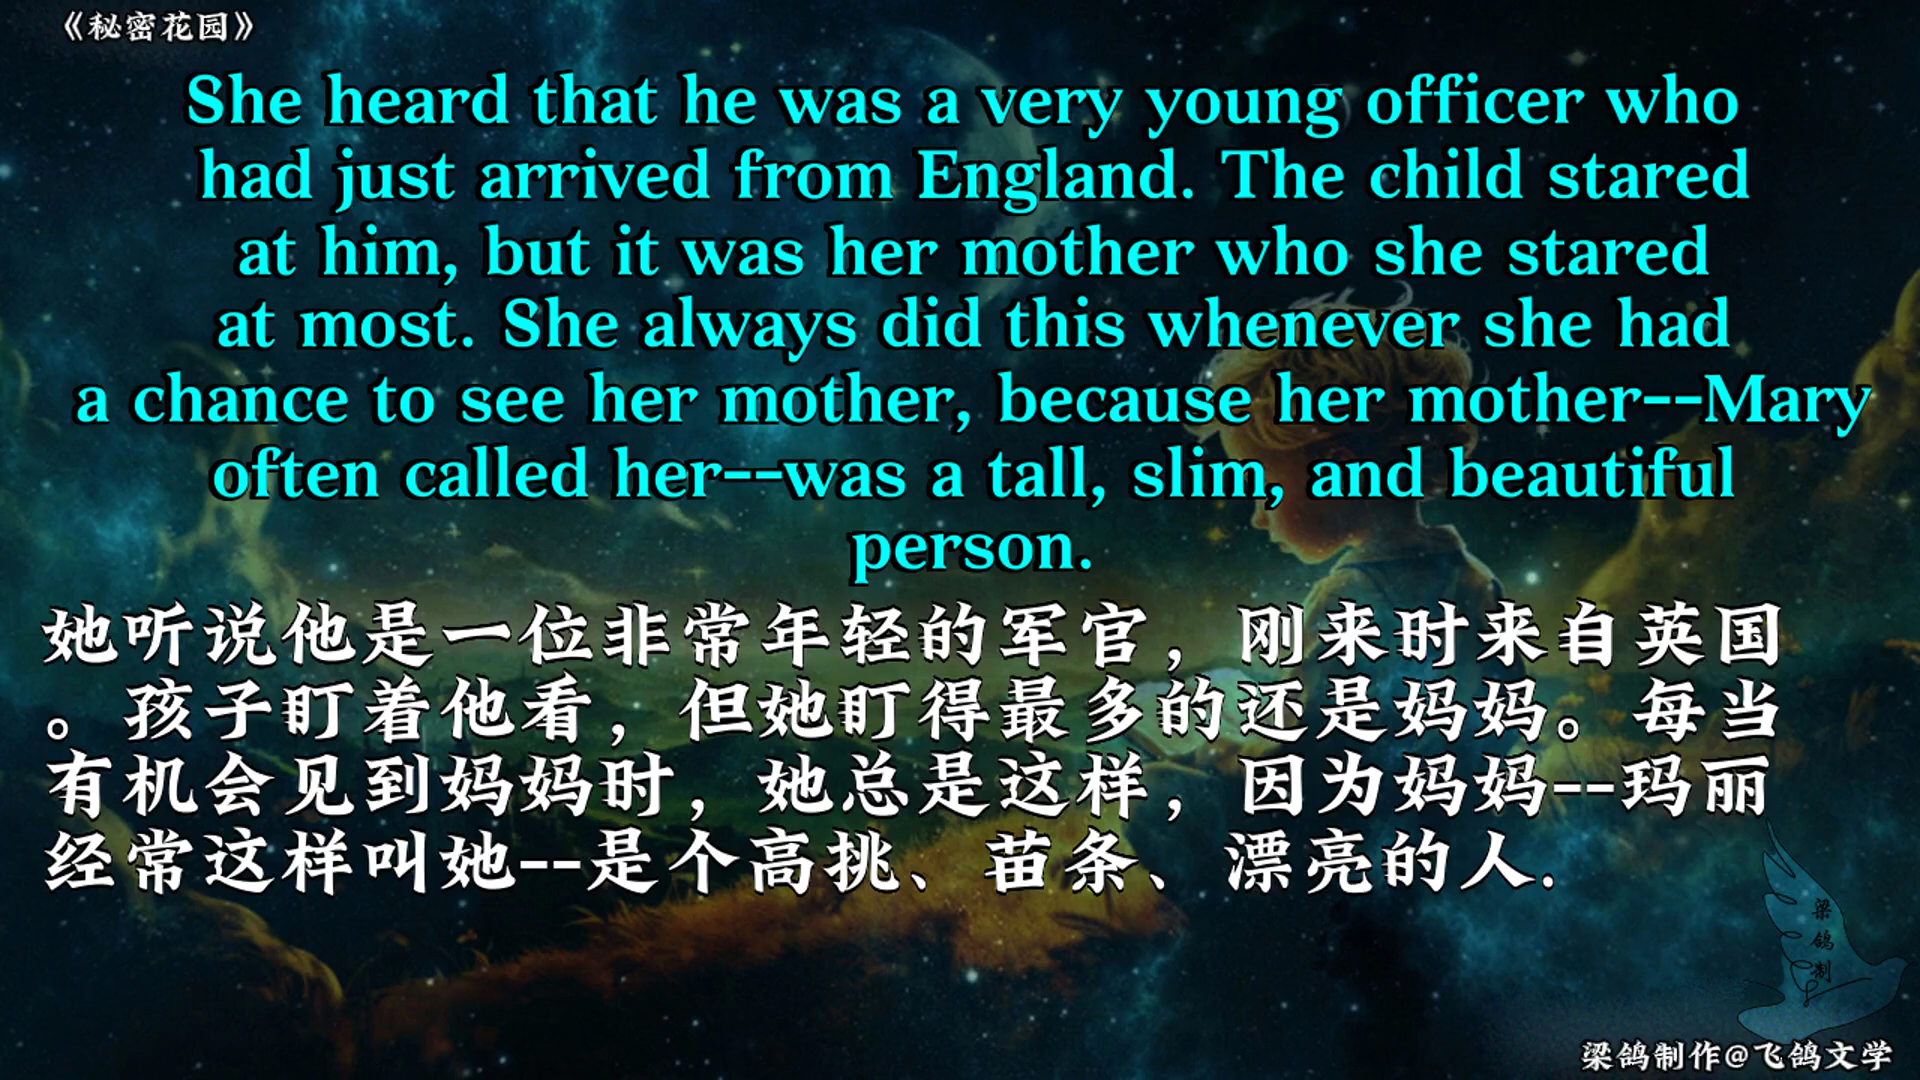 《秘密花园》
She heard that he was a very young officer who
had just arrived from England. The child stared
at him, but it was her mother who she stared
at most. She always did this whenever she had
a chance to see her mother, because her mother--Mary
often called her--was a tall, slim, and beautiful
person.
她听说他是一位非常年轻的军官，刚来时来自英国
。孩子盯着他看，但她盯得最多的还是妈妈。每当
有机会见到妈妈时，她总是这样，因为妈妈--玛丽
经常这样叫她--是个高挑、苗条、漂亮的人.
梁
鸽
制
梁鸽制作@飞鸽文学